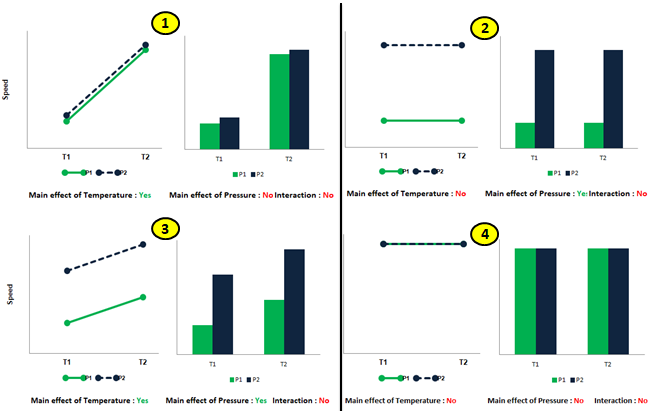 1
Speed
T1 T2
P1 P2
T1 T2
P1 P2
Main effect of Temperature : Yes
Main effect of Pressure : No Interaction : No
2
T1 T2
P1 P2
T1 T2
P1 P2
Main effect of Temperature : No
Main effect of Pressure : Yes Interaction : No
3
Speed
T1 T2
P1 P2
T1 T2
P1 P2
Main effect of Temperature : Yes
Main effect of Pressure : Yes Interaction : No
4
T1 T2
P1 P2
T1 T2
P1 P2
Main effect of Temperature : No
Main effect of Pressure : No Interaction : No